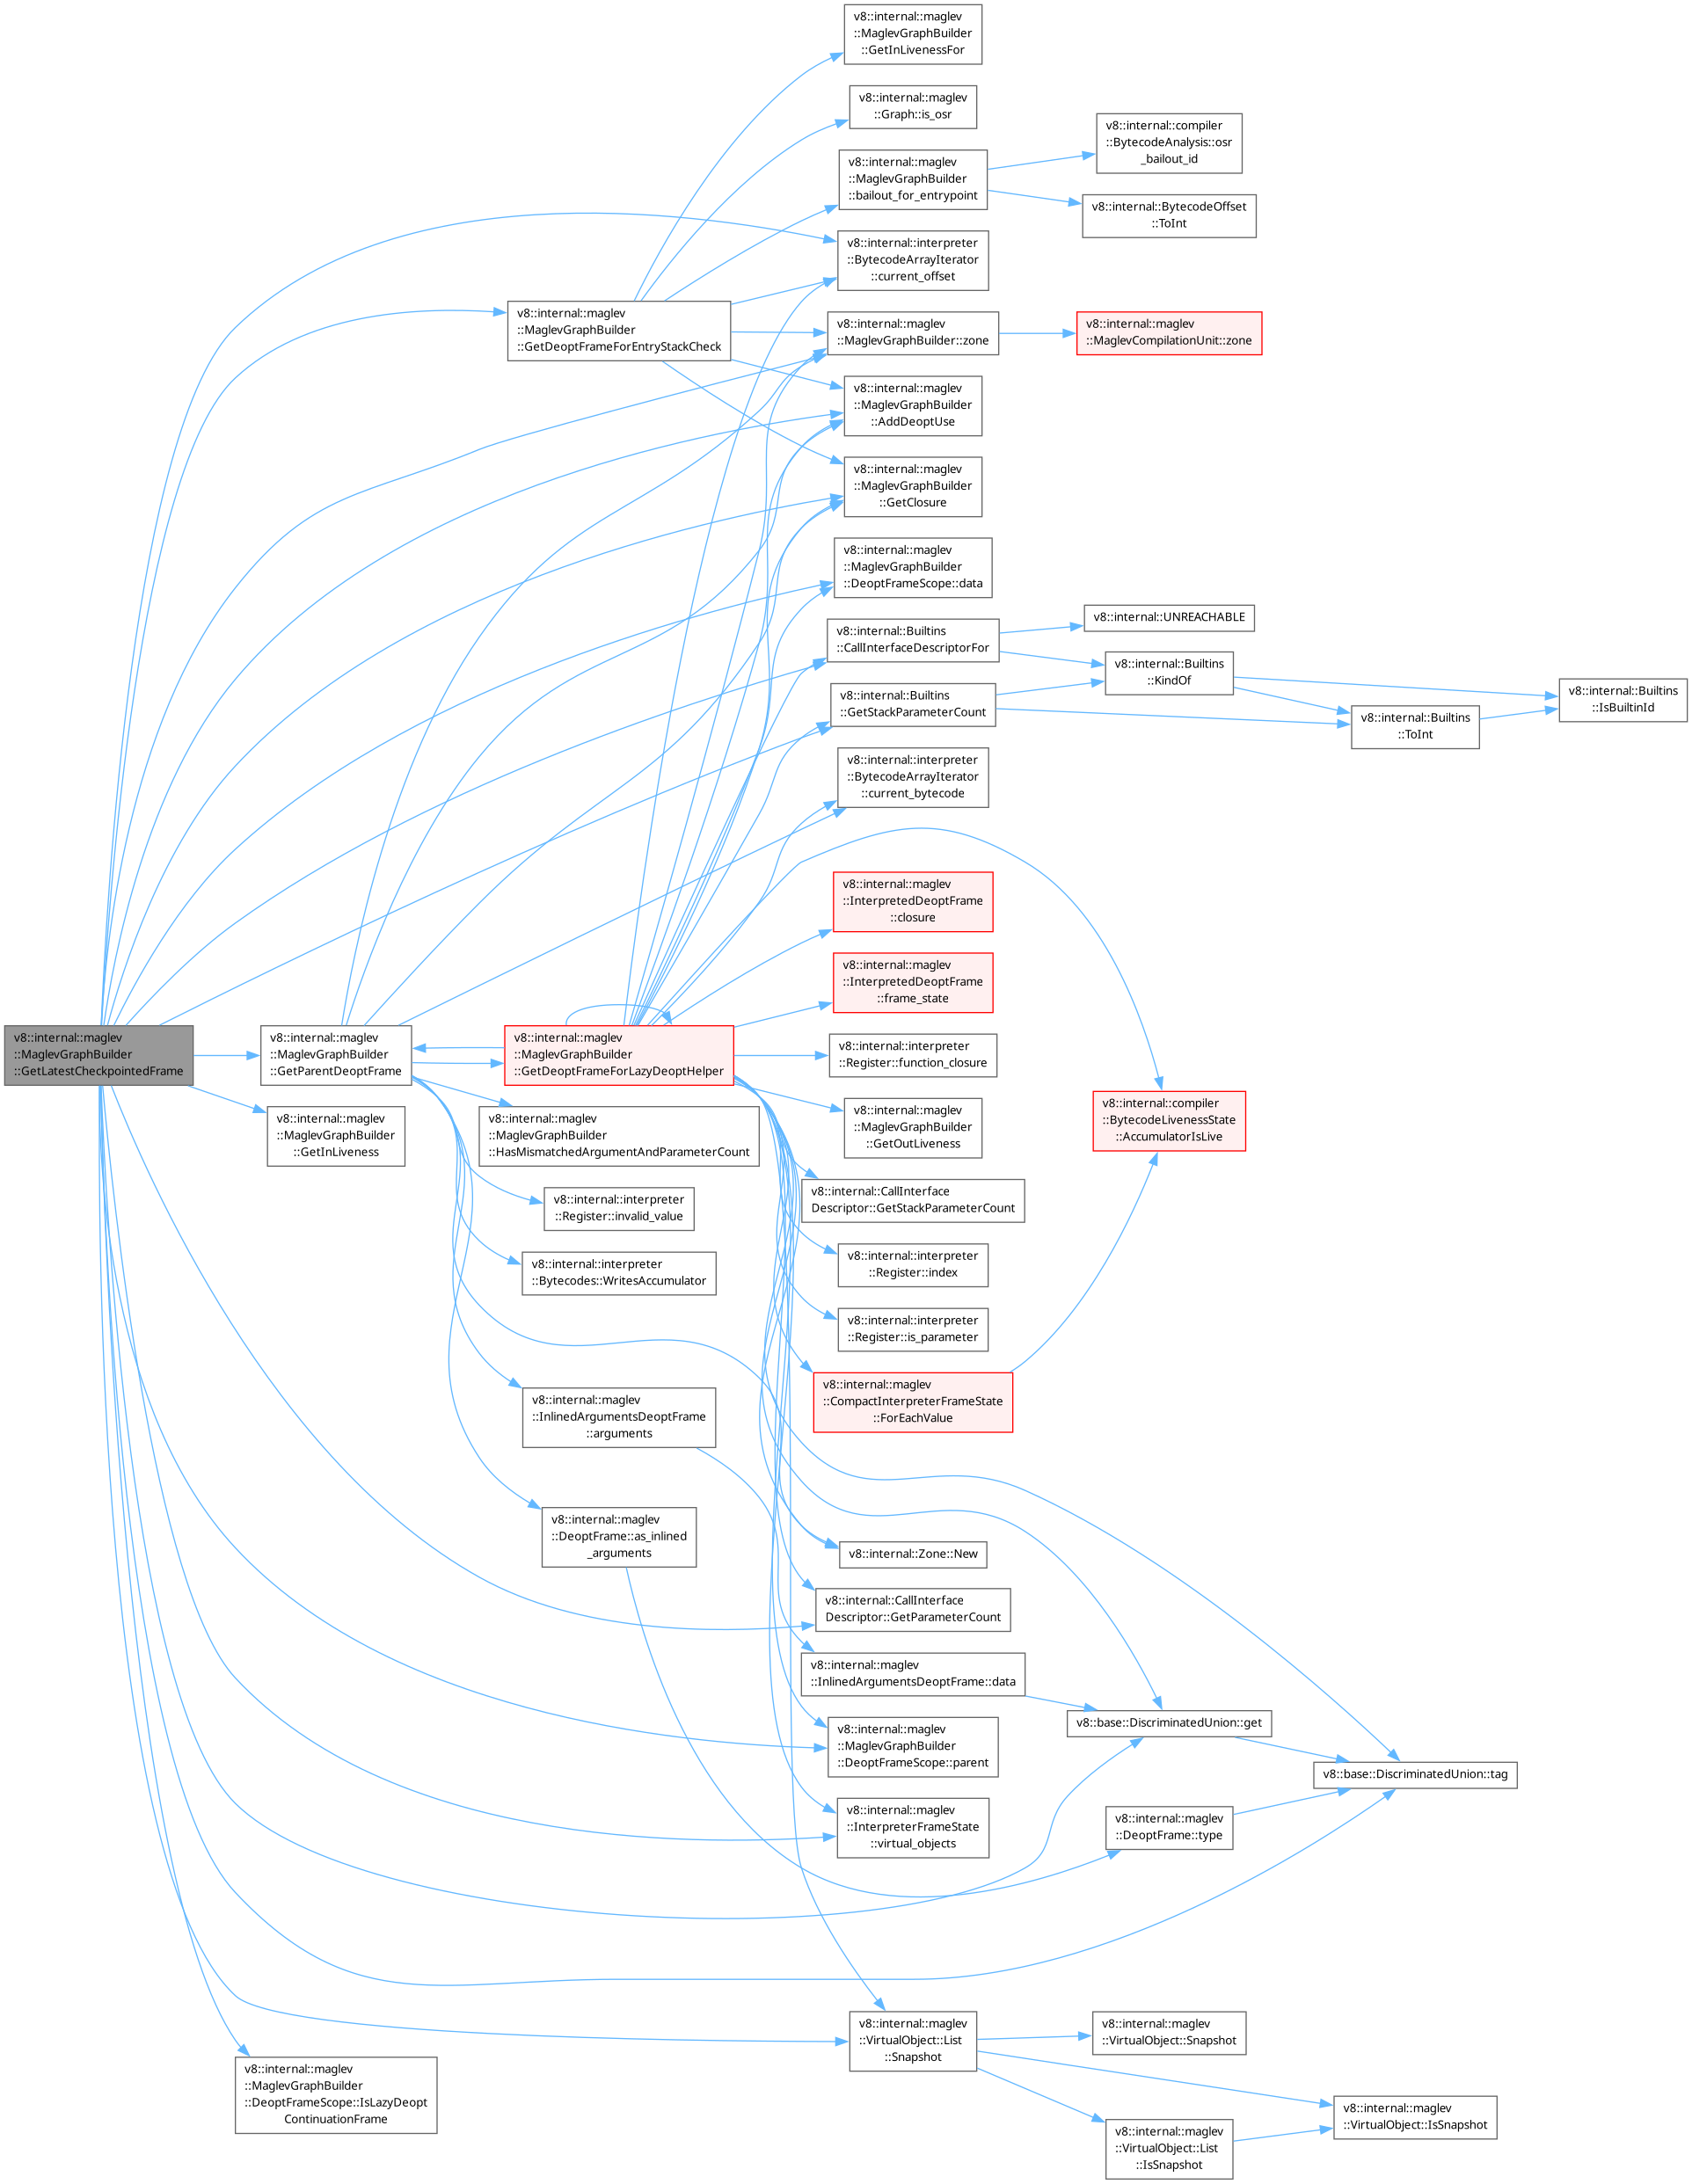 v8::internal::maglev
::MaglevGraphBuilder
::GetInLivenessFor
v8::internal::maglev
::Graph::is_osr
v8::internal::compiler
::BytecodeAnalysis::osr
_bailout_id
v8::internal::maglev
::MaglevGraphBuilder
::bailout_for_entrypoint
v8::internal::BytecodeOffset
::ToInt
v8::internal::interpreter
::BytecodeArrayIterator
::current_offset
v8::internal::maglev
::MaglevGraphBuilder
::GetDeoptFrameForEntryStackCheck
v8::internal::maglev
::MaglevGraphBuilder::zone
v8::internal::maglev
::MaglevCompilationUnit::zone
v8::internal::maglev
::MaglevGraphBuilder
::AddDeoptUse
v8::internal::maglev
::MaglevGraphBuilder
::GetClosure
v8::internal::maglev
::MaglevGraphBuilder
::DeoptFrameScope::data
v8::internal::UNREACHABLE
v8::internal::Builtins
::CallInterfaceDescriptorFor
v8::internal::Builtins
::KindOf
v8::internal::Builtins
::IsBuiltinId
v8::internal::Builtins
::GetStackParameterCount
v8::internal::Builtins
::ToInt
v8::internal::interpreter
::BytecodeArrayIterator
::current_bytecode
v8::internal::maglev
::InterpretedDeoptFrame
::closure
v8::internal::maglev
::InterpretedDeoptFrame
::frame_state
v8::internal::maglev
::MaglevGraphBuilder
::GetLatestCheckpointedFrame
v8::internal::maglev
::MaglevGraphBuilder
::GetParentDeoptFrame
v8::internal::maglev
::MaglevGraphBuilder
::GetDeoptFrameForLazyDeoptHelper
v8::internal::interpreter
::Register::function_closure
v8::internal::maglev
::MaglevGraphBuilder
::GetInLiveness
v8::internal::maglev
::MaglevGraphBuilder
::HasMismatchedArgumentAndParameterCount
v8::internal::maglev
::MaglevGraphBuilder
::GetOutLiveness
v8::internal::compiler
::BytecodeLivenessState
::AccumulatorIsLive
v8::internal::interpreter
::Register::invalid_value
v8::internal::CallInterface
Descriptor::GetStackParameterCount
v8::internal::interpreter
::Bytecodes::WritesAccumulator
v8::internal::interpreter
::Register::index
v8::internal::interpreter
::Register::is_parameter
v8::internal::maglev
::InlinedArgumentsDeoptFrame
::arguments
v8::internal::maglev
::CompactInterpreterFrameState
::ForEachValue
v8::internal::maglev
::DeoptFrame::as_inlined
_arguments
v8::internal::Zone::New
v8::internal::CallInterface
Descriptor::GetParameterCount
v8::internal::maglev
::InlinedArgumentsDeoptFrame::data
v8::base::DiscriminatedUnion::get
v8::internal::maglev
::MaglevGraphBuilder
::DeoptFrameScope::parent
v8::base::DiscriminatedUnion::tag
v8::internal::maglev
::InterpreterFrameState
::virtual_objects
v8::internal::maglev
::DeoptFrame::type
v8::internal::maglev
::VirtualObject::List
::Snapshot
v8::internal::maglev
::VirtualObject::Snapshot
v8::internal::maglev
::MaglevGraphBuilder
::DeoptFrameScope::IsLazyDeopt
ContinuationFrame
v8::internal::maglev
::VirtualObject::IsSnapshot
v8::internal::maglev
::VirtualObject::List
::IsSnapshot